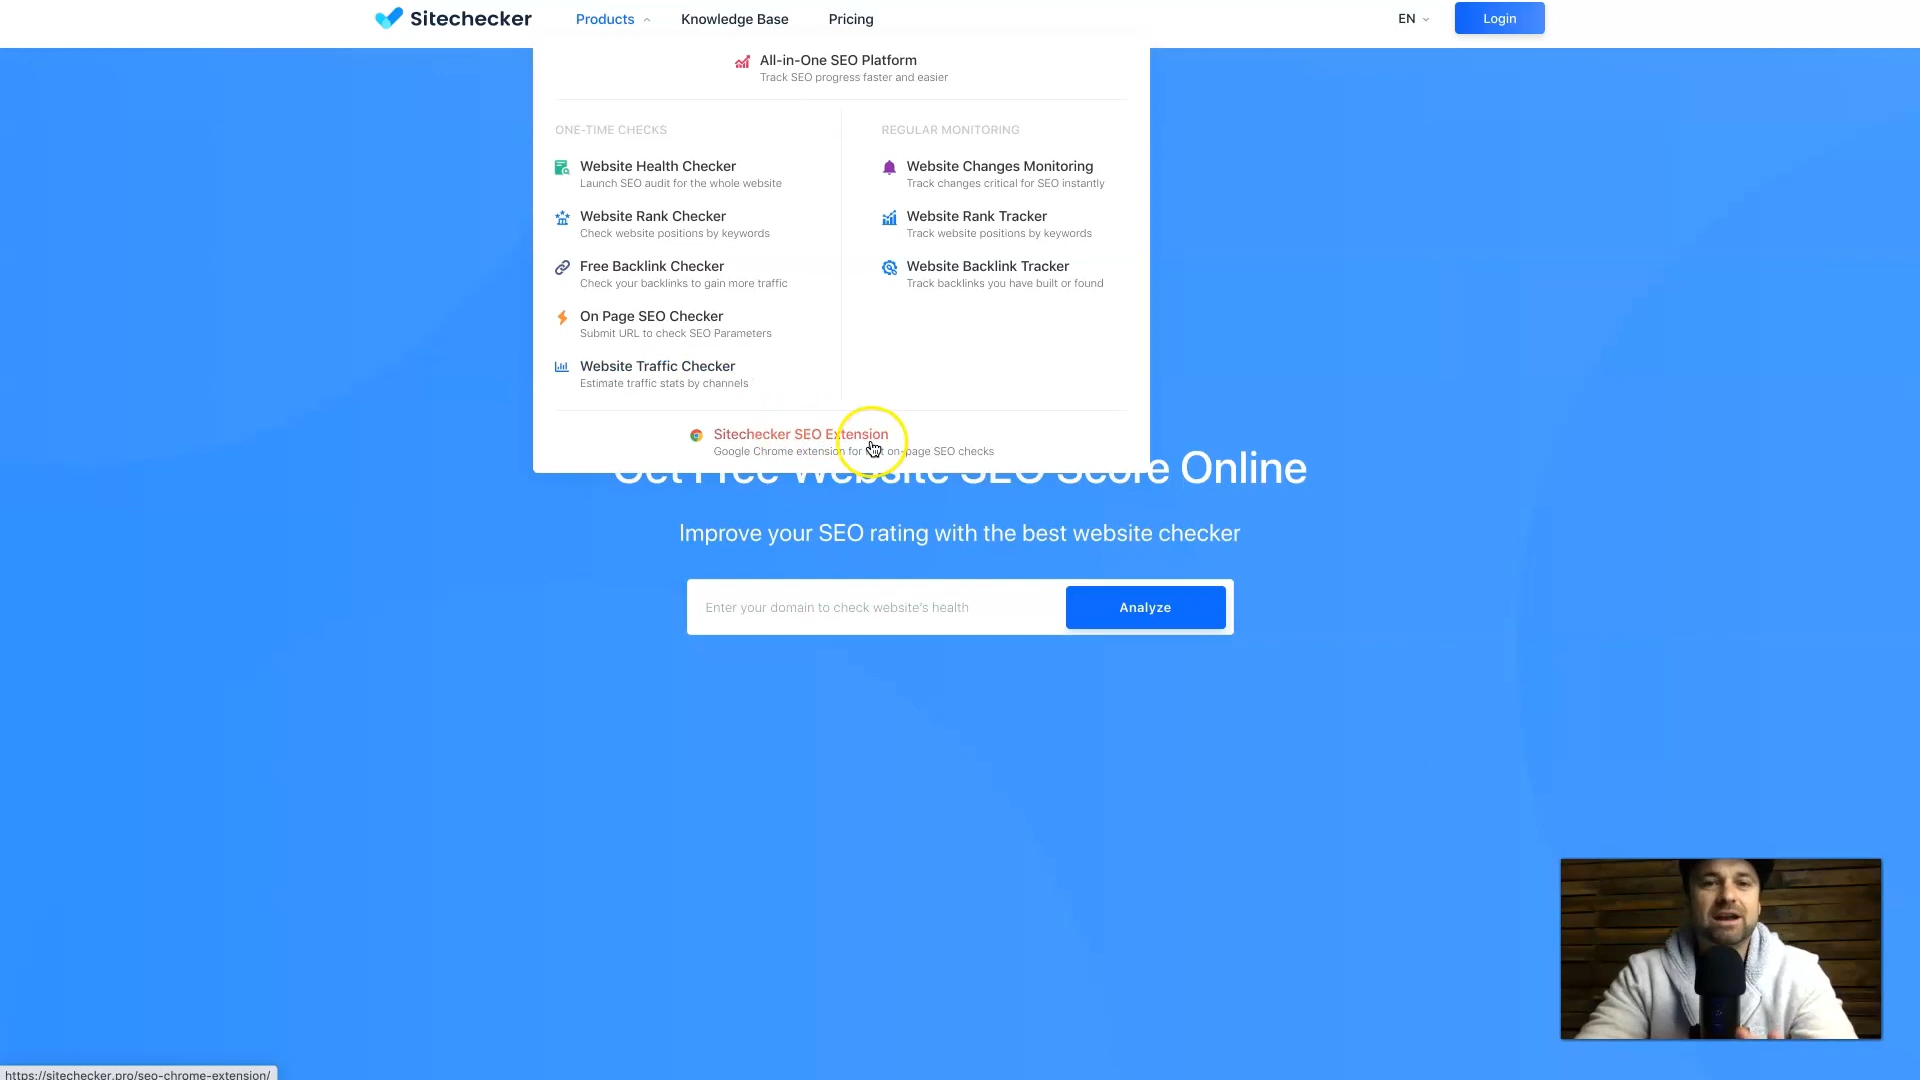 Sitechecker
Products
Knowledge Base
Pricing
EN
Login
All-in-One SEO Platform
Track SEO progress faster and easier
ONE-TIME CHECKS
Website Health Checker
Launch SEO audit for the whole website
Website Rank Checker
Check website positions by keywords
Free Backlink Checker
Check your backlinks to gain more traffic
On Page SEO Checker
Submit URL to check SEO Parameters
Website Traffic Checker
Estimate traffic stats by channels
REGULAR MONITORING
Website Changes Monitoring
Track changes critical for SEO instantly
Website Rank Tracker
Track website positions by keywords
Website Backlink Tracker
Track backlinks you have built or found
Sitechecker SEO Extension
Google Chrome extension for on-page SEO checks
Get Free Website SEO Score Online
Improve your SEO rating with the best website checker
Enter your domain to check website's health
Analyze
https://sitechecker.pro/seo-chrome-extension/